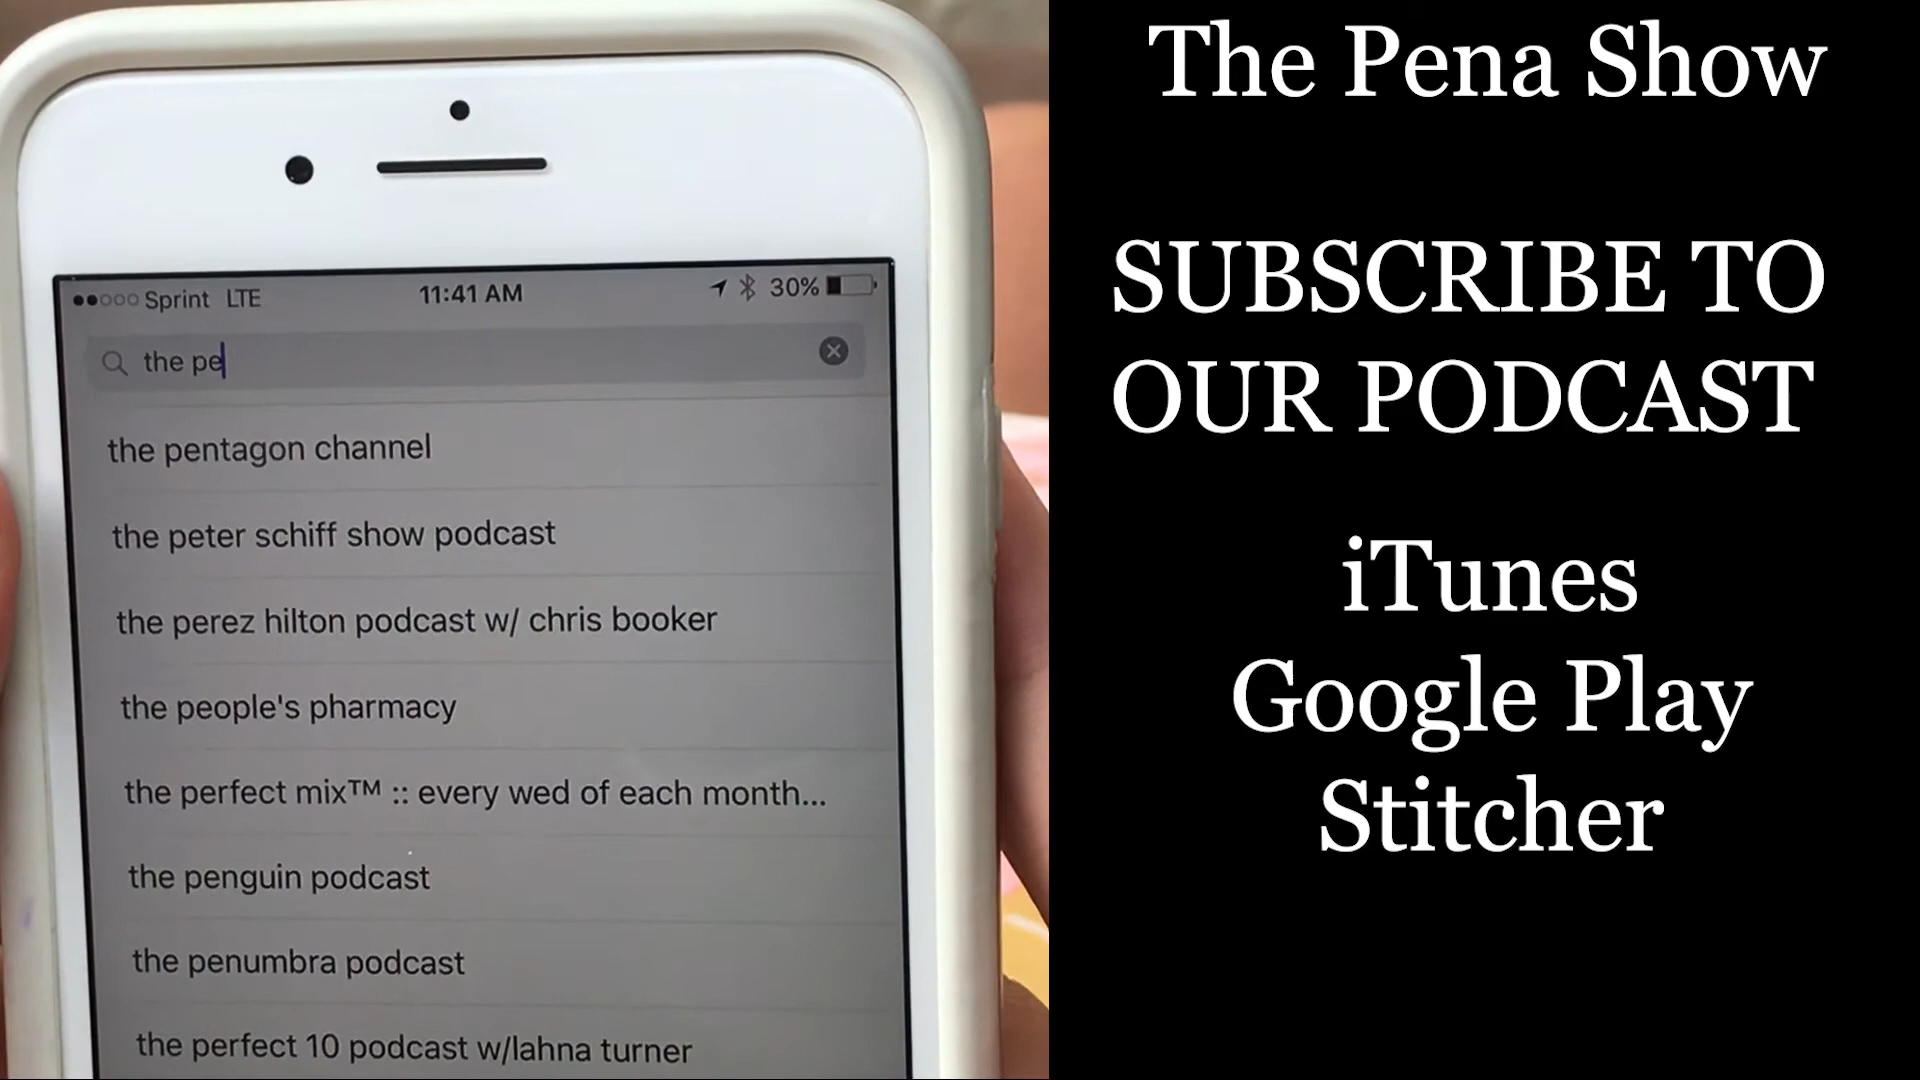 Sprint LTE 11:41 AM 30%
the pe
the pentagon channel
the peter schiff show podcast
the perez hilton podcast w/ chris booker
the people's pharmacy
the perfect mix™ :: every wed of each month...
the penguin podcast
the penumbra podcast
the perfect 10 podcast w/lahna turner
The Pena Show
SUBSCRIBE TO
OUR PODCAST
iTunes
Google Play
Stitcher